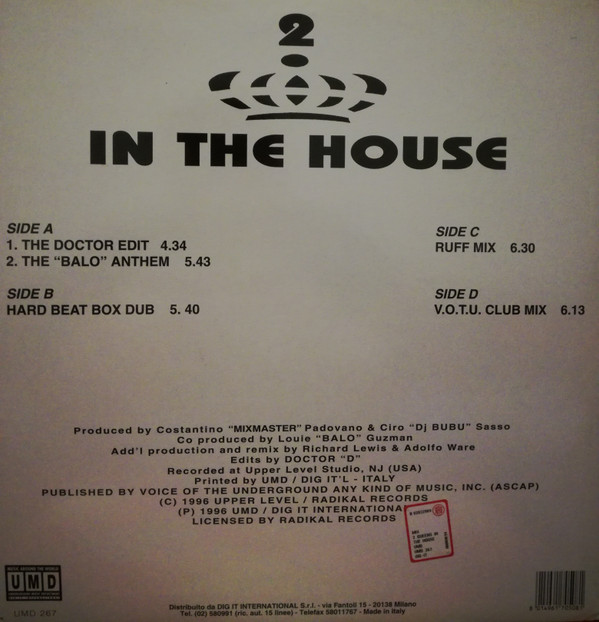 2
IN THE HOUSE
SIDE A
1. THE DOCTOR EDIT 4.34
2. THE “BALO” ANTHEM 5.43
SIDE B
HARD BEAT BOX DUB 5. 40
SIDE C
RUFF MIX 6.30
SIDE D
V.O.T.U. CLUB MIX 6.13
Produced by Costantino “MIXMASTER” Padovano & Ciro “Dj BUBU” Sasso
Co produced by Louie “BALO” Guzman
Add'l production and remix by Richard Lewis & Adolfo Ware
Edits by DOCTOR “D”
Recorded at Upper Level Studio, NJ (USA)
Printed by UMD / DIG IT'L - ITALY
PUBLISHED BY VOICE OF THE UNDERGROUND ANY KIND OF MUSIC, INC. (ASCAP)
(C) 1996 UPPER LEVEL / RADIKAL RECORDS
(P) 1996 UMD / DIG IT INTERNATIONA
LICENSED BY RADIKAL RECORDS
MUSIC AROUND THE WORLD
UMD
UMD 267
Distribuito da DIG IT INTERNATIONAL S.r.l. - via Fantoli 15 - 20138 Milano
Tel. (02) 580991 (ric. aut. 15 linee) - Telefax 58011767 - Made in Italy